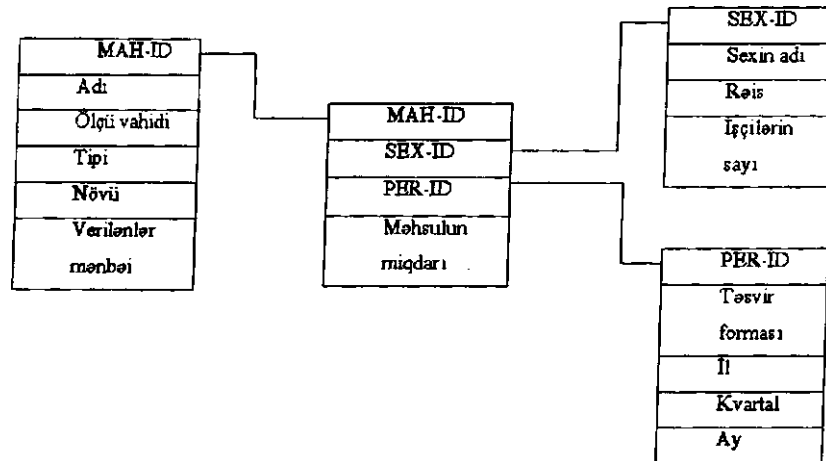 MAH-ID
Adı
Ölçü vahidi
Tipi
Növü
Verilənlər
mənbəi
MAH-ID
SEX-ID
PER-ID
Məhsulun
miqdarı
SEX-ID
Sexin adı
Rəis
İşçilərin
sayı
PER-ID
Təsvir
forması
İl
Kvartal
Ay